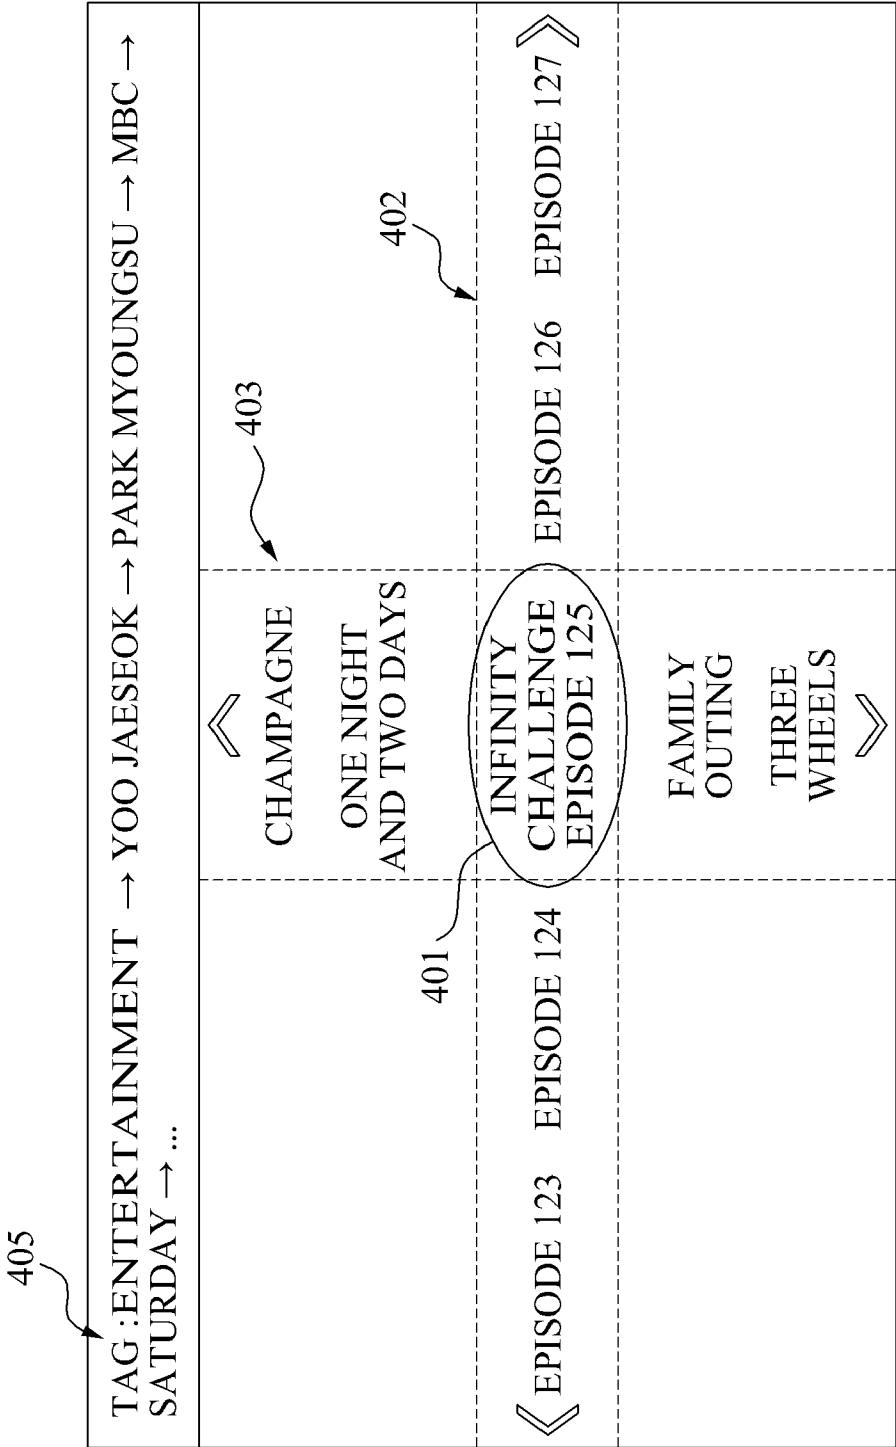 405
TAG :ENTERTAINMENT → YOO JAESEOK → PARK MYOUNGSU → MBC →
SATURDAY → ...
403
402
CHAMPAGNE
ONE NIGHT
AND TWO DAYS
401
EPISODE 123
EPISODE 124
INFINITY
CHALLENGE
EPISODE 125
EPISODE 126
EPISODE 127
FAMILY
OUTING
THREE
WHEELS